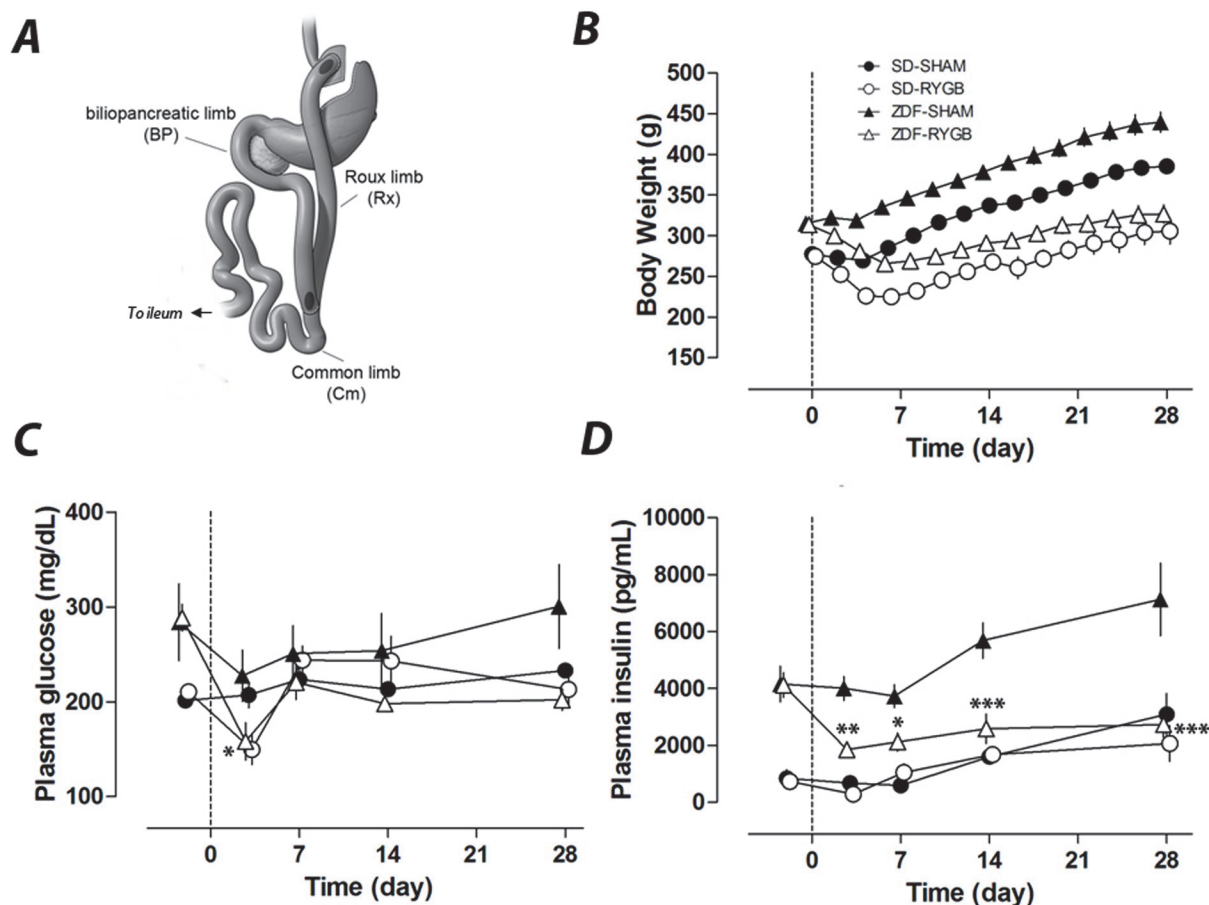 A
biliopancreatic limb
(BP)
Roux limb
(Rx)
To ileum
Common limb
(Cm)
B
SD-SHAM
SD-RYGB
ZDF-SHAM
ZDF-RYGB
Body Weight (g)
500
450
400
350
300
250
200
150
0 7 14 21 28
Time (day)
C
Plasma glucose (mg/dL)
400
300
200
100
*
0 7 14 21 28
Time (day)
D
Plasma insulin (pg/mL)
10000
8000
6000
4000
2000
0
** * *** ***
0 7 14 21 28
Time (day)